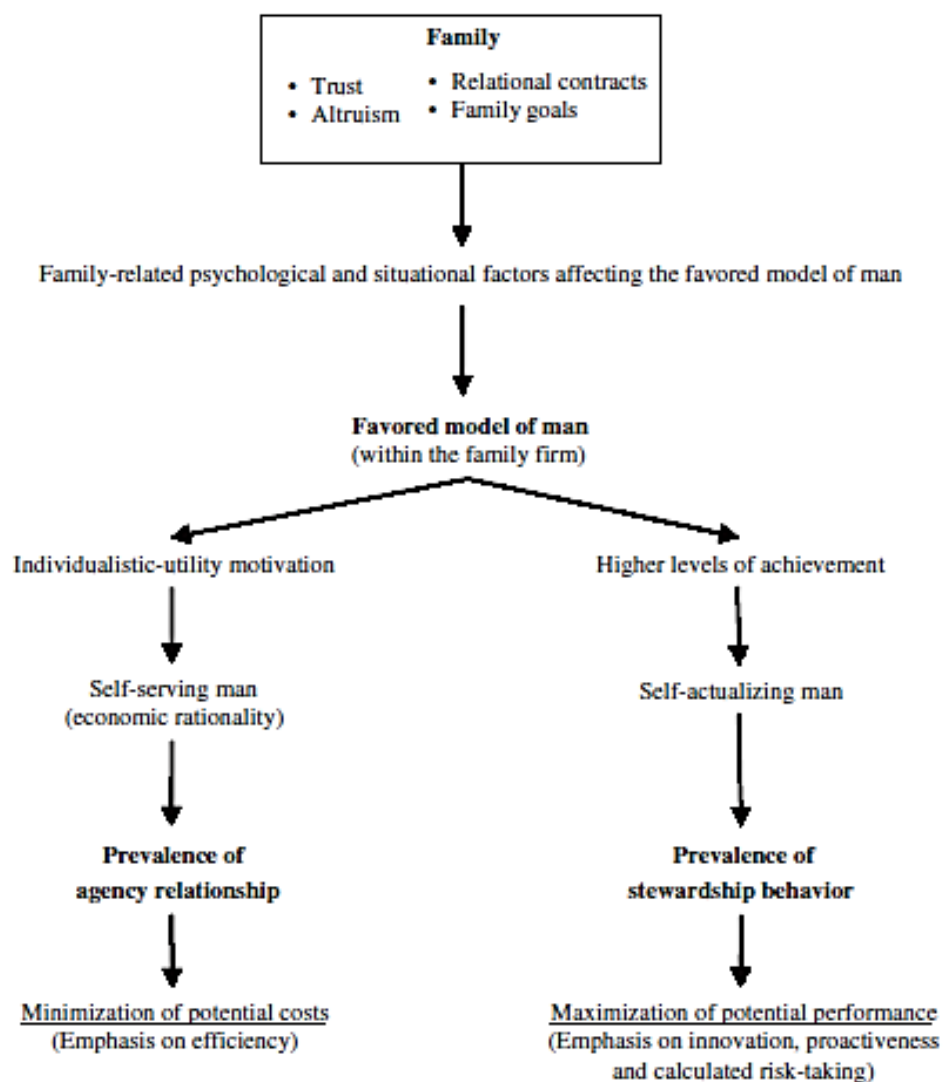 Family
• Trust
• Altruism
• Relational contracts
• Family goals
Family-related psychological and situational factors affecting the favored model of man
Favored model of man
(within the family firm)
Individualistic-utility motivation
Higher levels of achievement
Self-serving man
(economic rationality)
Self-actualizing man
Prevalence of
agency relationship
Prevalence of
stewardship behavior
Minimization of potential costs
(Emphasis on efficiency)
Maximization of potential performance
(Emphasis on innovation, proactiveness
and calculated risk-taking)